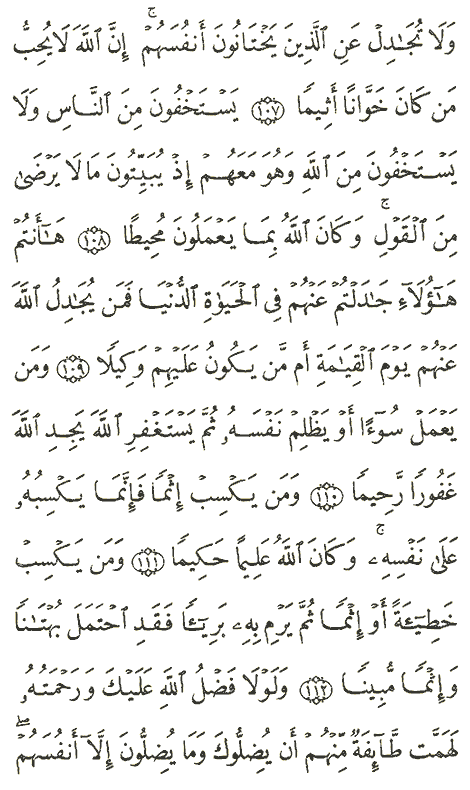 وَلَا تُجَـٰدِلْ عَنِ ٱلَّذِينَ يَخْتَانُونَ أَنفُسَهُمْ ۚ إِنَّ ٱللَّهَ لَا يُحِبُّ
مَن كَانَ خَوَّانًا أَثِيمًا ١٠٧ يَسْتَخْفُونَ مِنَ ٱلنَّاسِ وَلَا
يَسْتَخْفُونَ مِنَ ٱللَّهِ وَهُوَ مَعَهُمْ إِذْ يُبَيِّتُونَ مَا لَا يَرْضَىٰ
مِنَ ٱلْقَوْلِ ۚ وَكَانَ ٱللَّهُ بِمَا يَعْمَلُونَ مُحِيطًا ١٠٨ هَـٰٓأَنتُمْ
هَـٰٓؤُلَآءِ جَـٰدَلْتُمْ عَنْهُمْ فِى ٱلْحَيَوٰةِ ٱلدُّنْيَا فَمَن يُجَـٰدِلُ ٱللَّهَ
عَنْهُمْ يَوْمَ ٱلْقِيَـٰمَةِ أَم مَّن يَكُونُ عَلَيْهِمْ وَكِيلًا ١٠٩ وَمَن
يَعْمَلْ سُوٓءًا أَوْ يَظْلِمْ نَفْسَهُۥ ثُمَّ يَسْتَغْفِرِ ٱللَّهَ يَجِدِ ٱللَّهَ
غَفُورًا رَّحِيمًا ١١٠ وَمَن يَكْسِبْ إِثْمًا فَإِنَّمَا يَكْسِبُهُۥ
عَلَىٰ نَفْسِهِۦ ۚ وَكَانَ ٱللَّهُ عَلِيمًا حَكِيمًا ١١١ وَمَن يَكْسِبْ
خَطِيٓـَٔةً أَوْ إِثْمًا ثُمَّ يَرْمِ بِهِۦ بَرِيٓـًٔا فَقَدِ ٱحْتَمَلَ بُهْتَـٰنًا
وَإِثْمًا مُّبِينًا ١١٢ وَلَوْلَا فَضْلُ ٱللَّهِ عَلَيْكَ وَرَحْمَتُهُۥ
لَهَمَّت طَّآئِفَةٌ مِّنْهُمْ أَن يُضِلُّوكَ وَمَا يُضِلُّونَ إِلَّآ أَنفُسَهُمْ ۖ